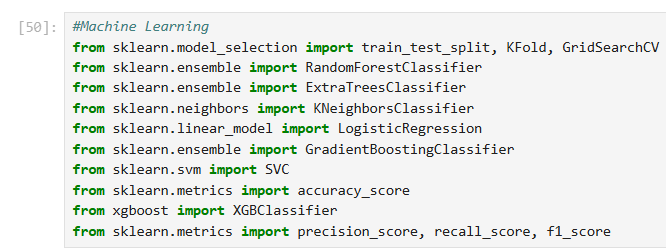 [50]: #Machine Learning
from sklearn.model_selection import train_test_split, KFold, GridSearchCV
from sklearn.ensemble import RandomForestClassifier
from sklearn.ensemble import ExtraTreesClassifier
from sklearn.neighbors import KNeighborsClassifier
from sklearn.linear_model import LogisticRegression
from sklearn.ensemble import GradientBoostingClassifier
from sklearn.svm import SVC
from sklearn.metrics import accuracy_score
from xgboost import XGBClassifier
from sklearn.metrics import precision_score, recall_score, f1_score